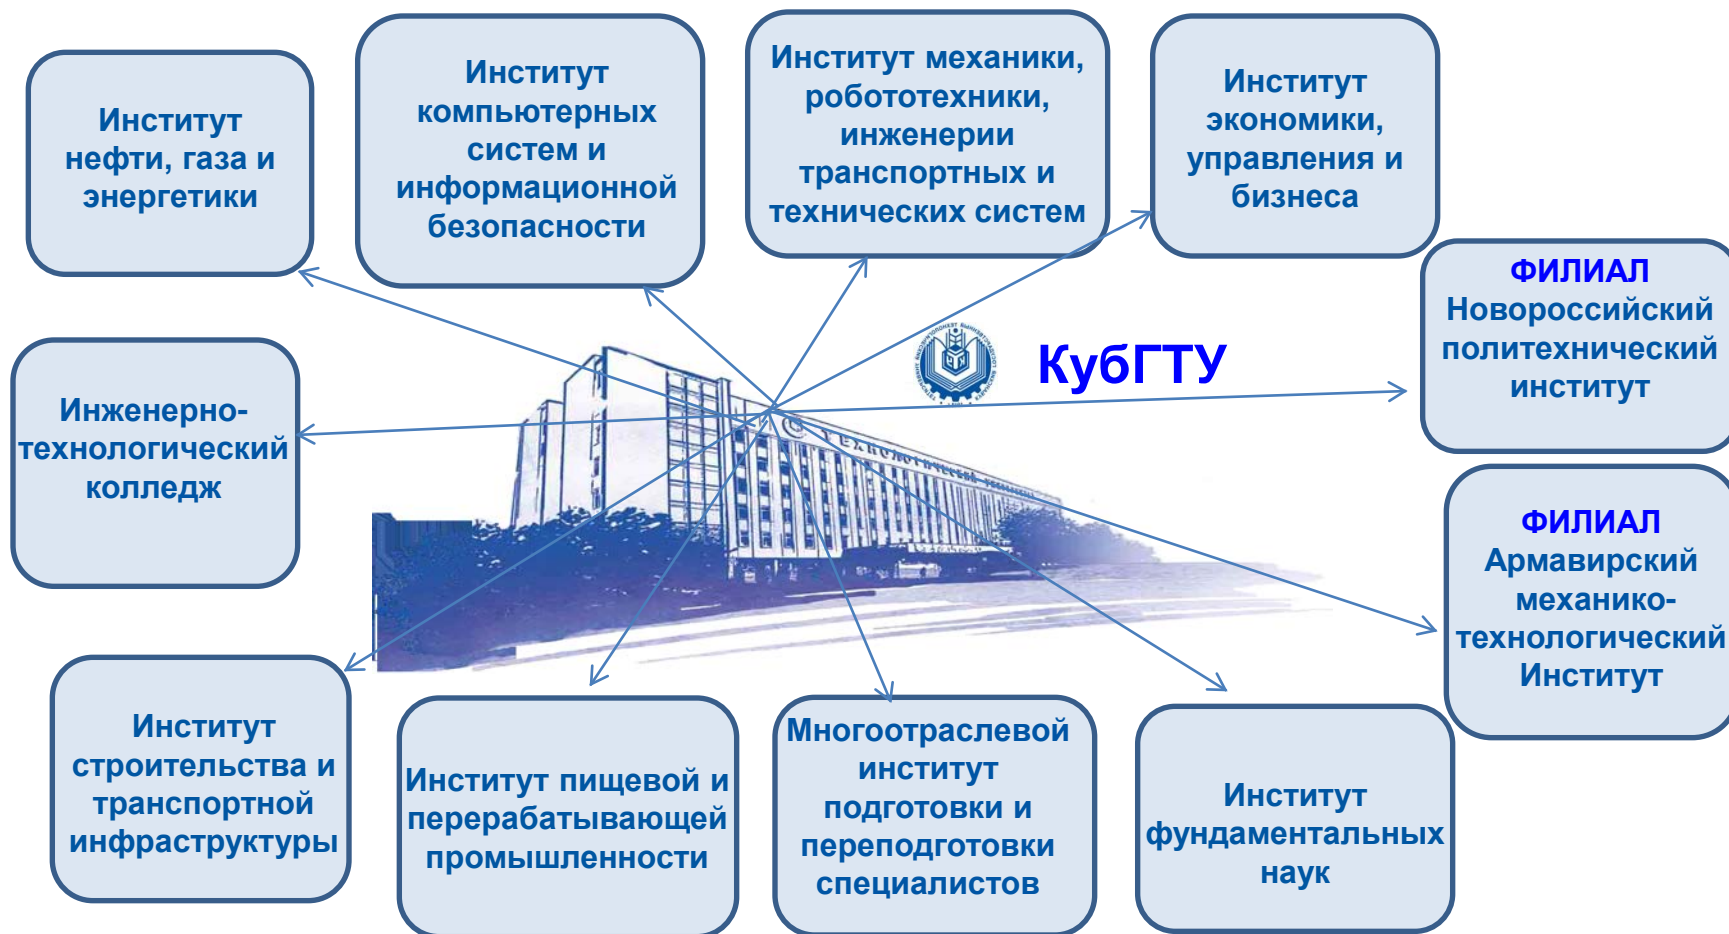 Институт
нефти, газа и
энергетики
Институт
компьютерных
систем и
информационной
безопасности
Институт механики,
робототехники,
инженерии
транспортных и
технических систем
Институт
экономики,
управления и
бизнеса
ФИЛИАЛ
Новороссийский
политехнический
институт
КубГТУ
Инженерно-
технологический
колледж
ТЕХНОЛОГИЧЕСКИЙ
ФИЛИАЛ
Армавирский
механико-
технологический
Институт
Институт
строительства и
транспортной
инфраструктуры
Институт пищевой и
перерабатывающей
промышленности
Многоотраслевой
институт
подготовки и
переподготовки
специалистов
Институт
фундаментальных
наук